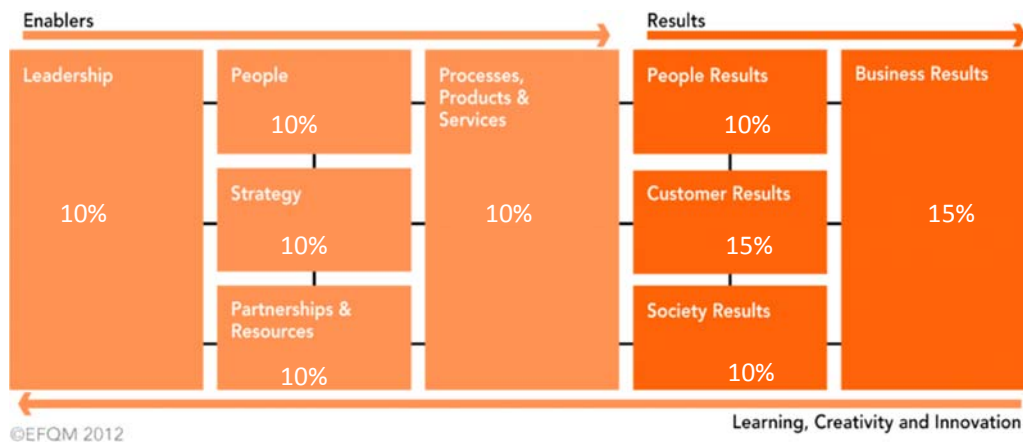 Enablers
Results
Leadership
10%
People
10%
Strategy
10%
Partnerships &
Resources
10%
Processes,
Products &
Services
10%
People Results
10%
Customer Results
15%
Society Results
10%
Business Results
15%
Learning, Creativity and Innovation
©EFQM 2012